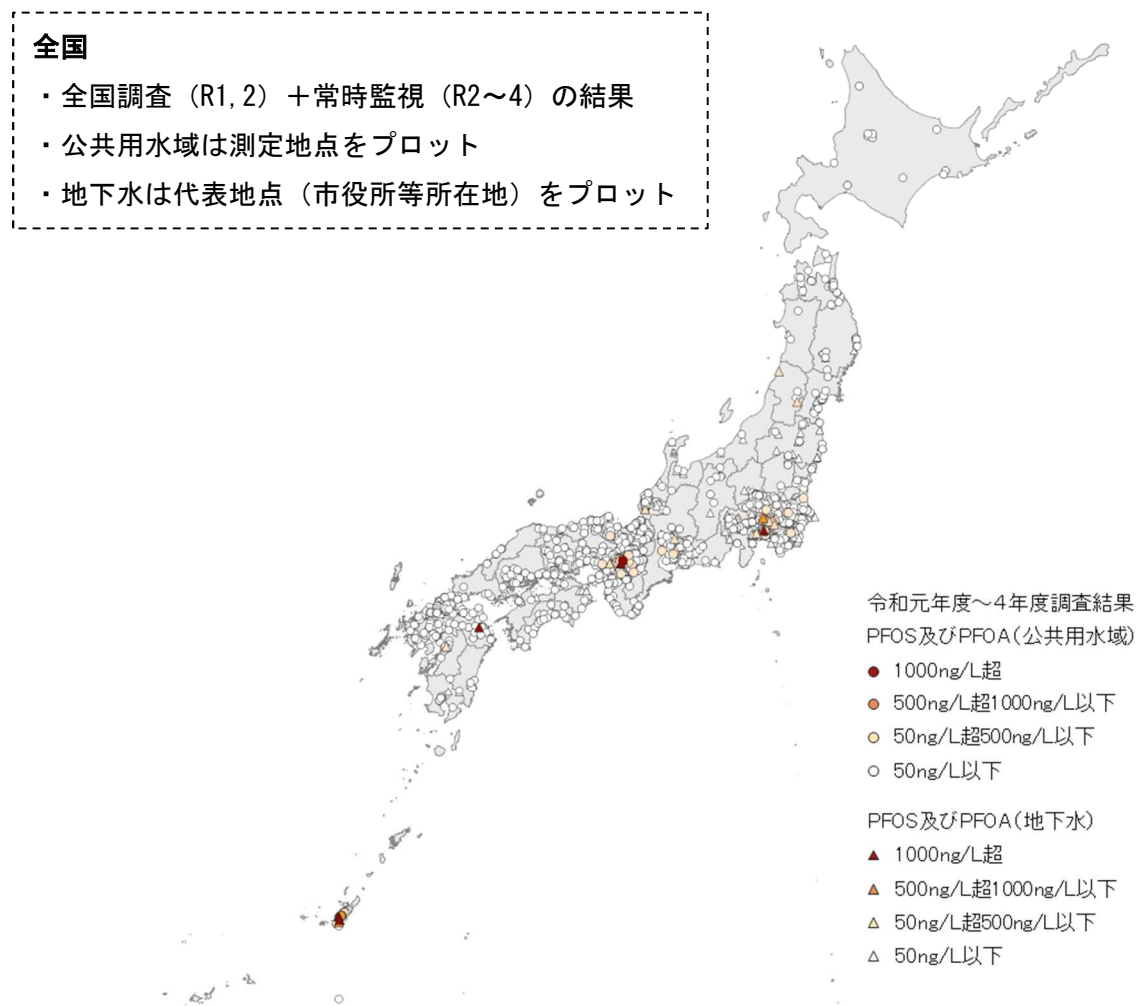 全国
・全国調査（R1,2）＋常時監視（R2～4）の結果
・公共用水域は測定地点をプロット
・地下水は代表地点（市役所等所在地）をプロット
令和元年度～4年度調査結果
PFOS及びPFOA(公共用水域)
1000ng/L超
500ng/L超1000ng/L以下
50ng/L超500ng/L以下
50ng/L以下
PFOS及びPFOA(地下水)
1000ng/L超
500ng/L超1000ng/L以下
50ng/L超500ng/L以下
50ng/L以下